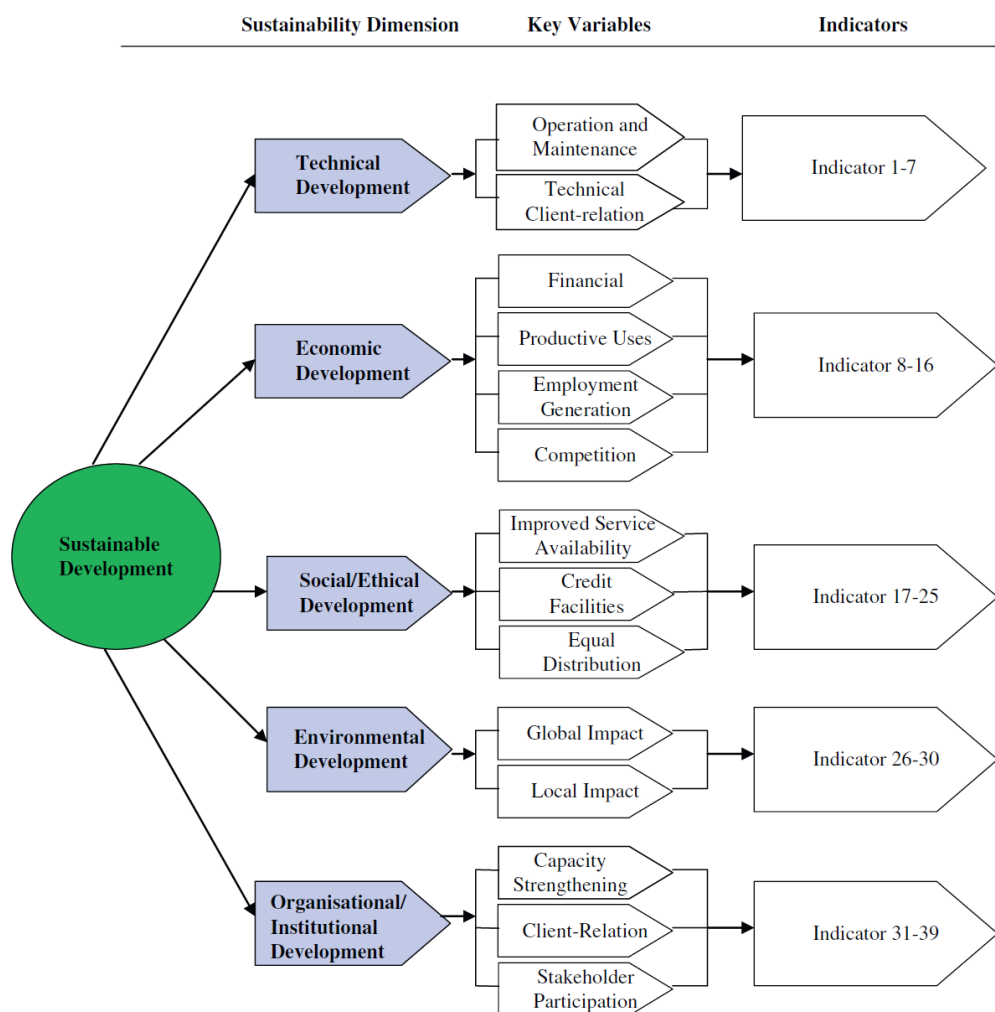 Sustainability Dimension Key Variables Indicators
Technical
Development
Operation and
Maintenance
Technical
Client-relation
Indicator 1-7
Economic
Development
Financial
Productive Uses
Employment
Generation
Competition
Indicator 8-16
Sustainable
Development
Social/Ethical
Development
Improved Service
Availability
Credit
Facilities
Equal
Distribution
Indicator 17-25
Environmental
Development
Global Impact
Local Impact
Indicator 26-30
Organisational/
Institutional
Development
Capacity
Strengthening
Client-Relation
Stakeholder
Participation
Indicator 31-39